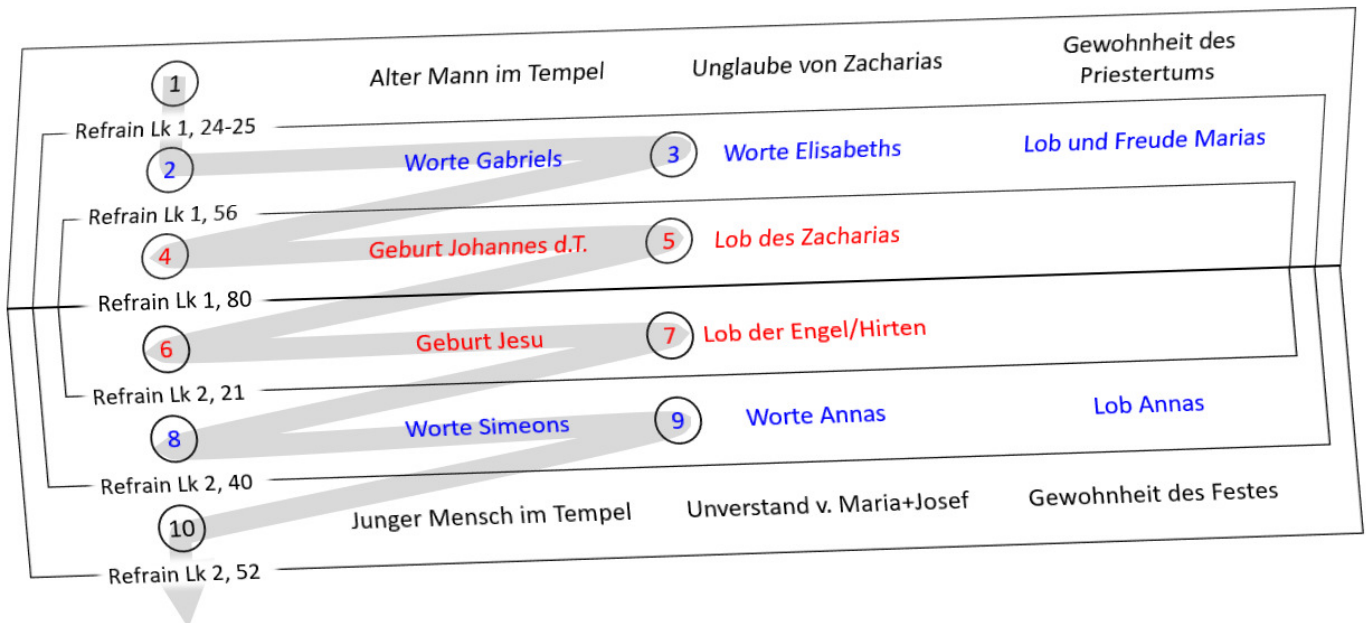 1 Alter Mann im Tempel Unglaube von Zacharias Gewohnheit des
Priestertums
Refrain Lk 1, 24-25
2 Worte Gabriels 3 Worte Elisabeths Lob und Freude Marias
Refrain Lk 1, 56
4 Geburt Johannes d.T. 5 Lob des Zacharias
Refrain Lk 1, 80
6 Geburt Jesu 7 Lob der Engel/Hirten
Refrain Lk 2, 21
8 Worte Simeons 9 Worte Annas Lob Annas
Refrain Lk 2, 40
10 Junger Mensch im Tempel Unverstand v. Maria+Josef Gewohnheit des Festes
Refrain Lk 2, 52